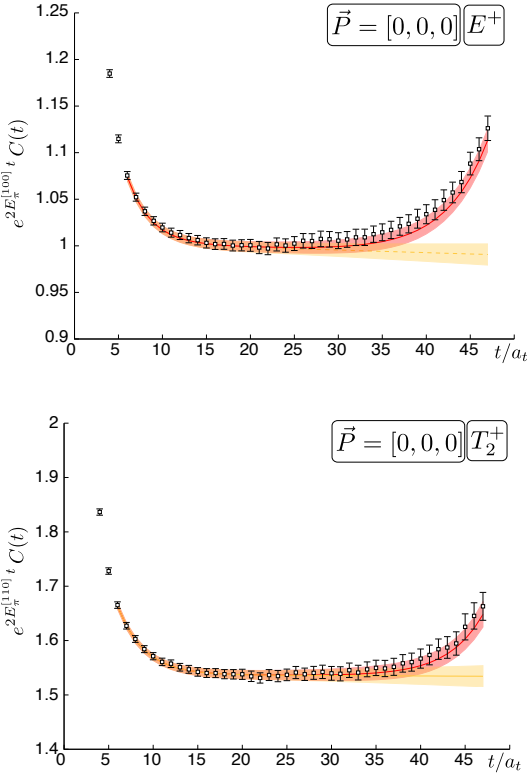 1.25
P⃗ = [0, 0, 0] E⁺
1.2
1.15
1.1
1.05
1
0.95
0.9
e^{2E_π^{[100]} t} C(t)
0 5 10 15 20 25 30 35 40 45 t/a_t
2
P⃗ = [0, 0, 0] T₂⁺
1.9
1.8
1.7
1.6
1.5
1.4
e^{2E_π^{[110]} t} C(t)
0 5 10 15 20 25 30 35 40 45 t/a_t